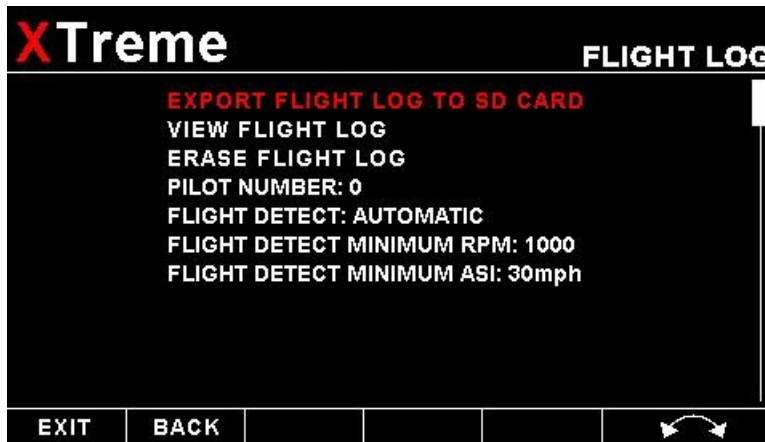 XTreme
FLIGHT LOG
EXPORT FLIGHT LOG TO SD CARD
VIEW FLIGHT LOG
ERASE FLIGHT LOG
PILOT NUMBER: 0
FLIGHT DETECT: AUTOMATIC
FLIGHT DETECT MINIMUM RPM: 1000
FLIGHT DETECT MINIMUM ASI: 30mph
EXIT BACK